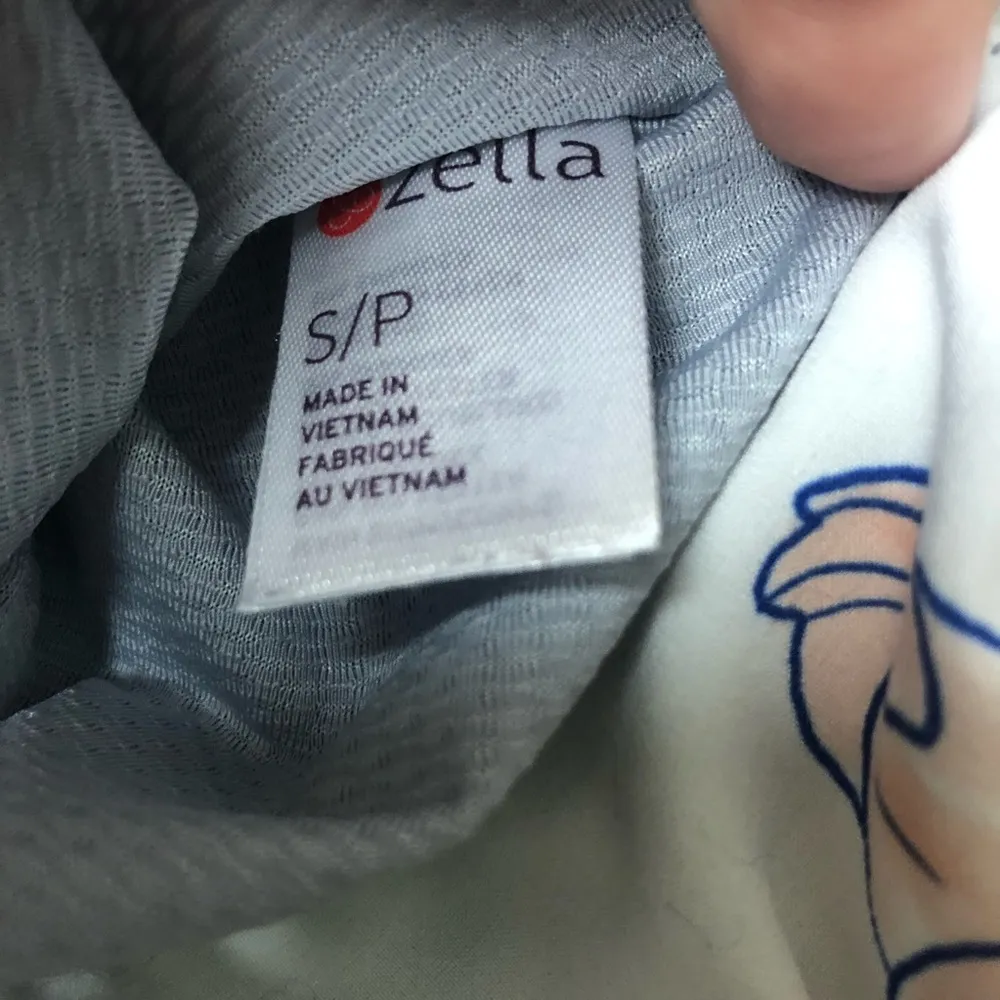 zella
S/P
MADE IN
VIETNAM
FABRIQUÉ
AU VIETNAM